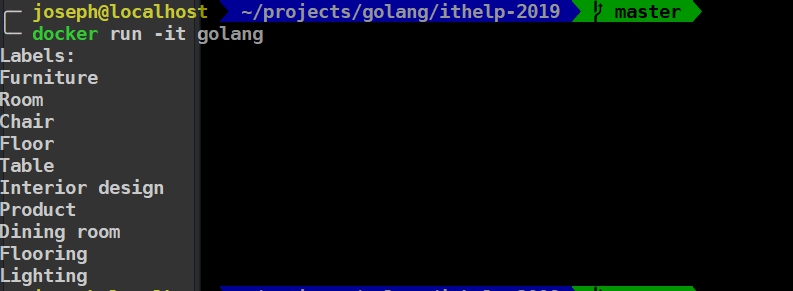 joseph@localhost ~/projects/golang/ithelp-2019 master
docker run -it golang
Labels:
Furniture
Room
Chair
Floor
Table
Interior design
Product
Dining room
Flooring
Lighting